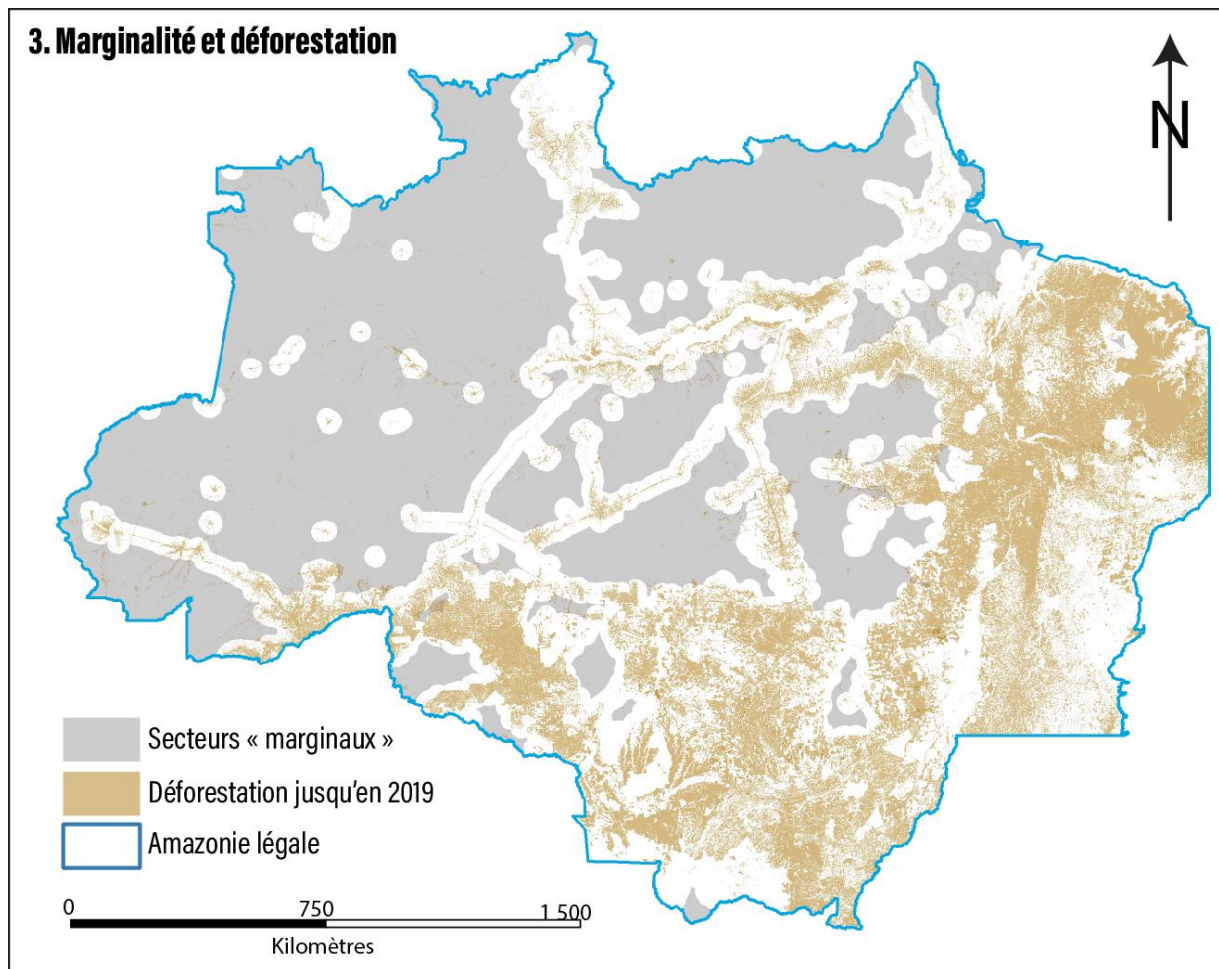 3. Marginalité et déforestation
N
Secteurs « marginaux »
Déforestation jusqu'en 2019
Amazonie légale
0 750 1 500
Kilomètres